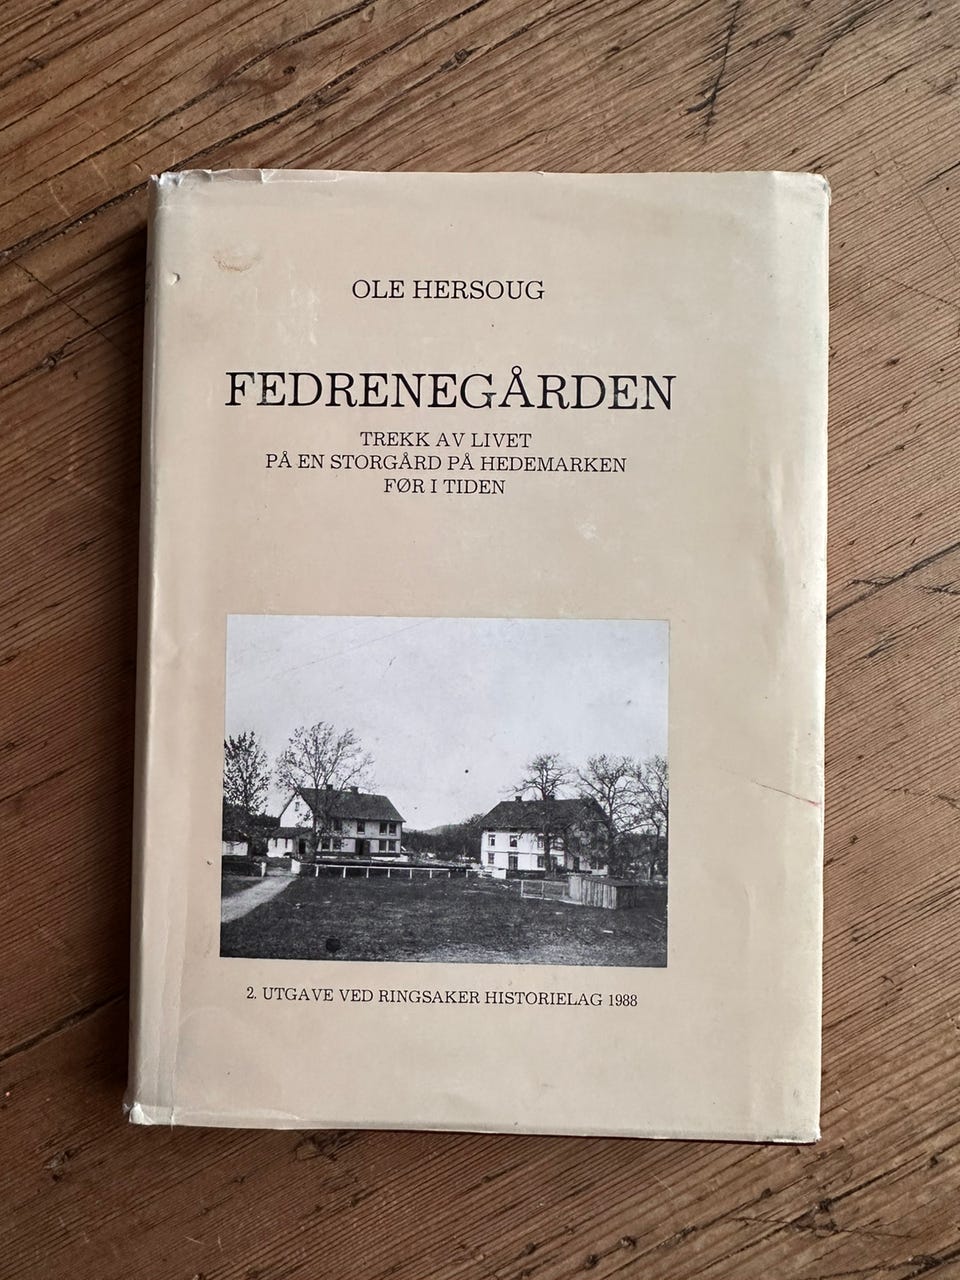 OLE HERSOUG
FEDRENEGÅRDEN
TREKK AV LIVET
PÅ EN STORGÅRD PÅ HEDEMARKEN
FØR I TIDEN
2. UTGAVE VED RINGSAKER HISTORIELAG 1988